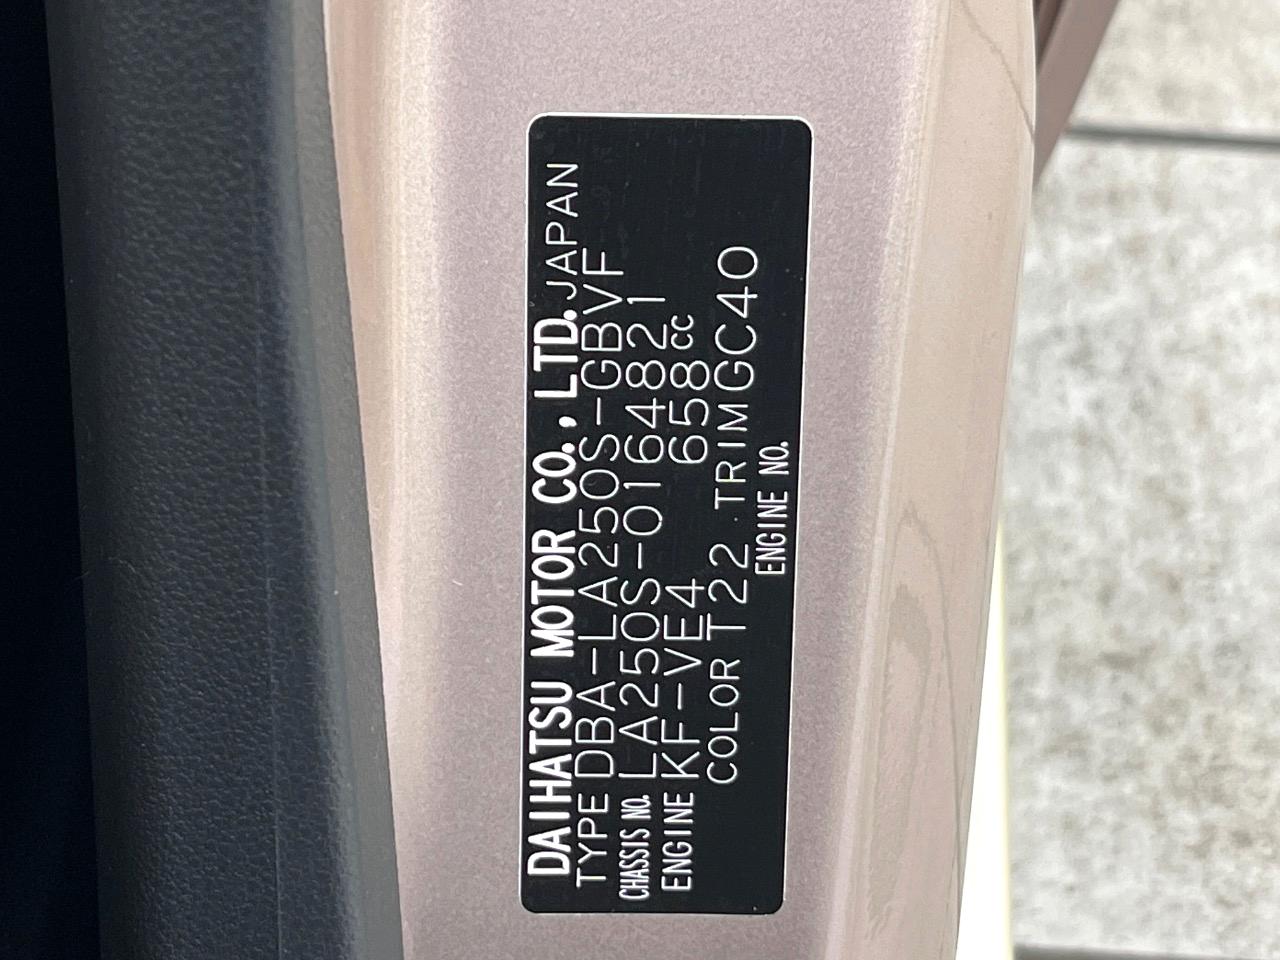 DAIHATSU MOTOR CO., LTD. JAPAN
TYPE DBA-LA250S-GBVF
CHASSIS NO. LA250S-0164821
ENGINE KF-VE4 658cc
COLOR T22 TRIM GC40
ENGINE NO.